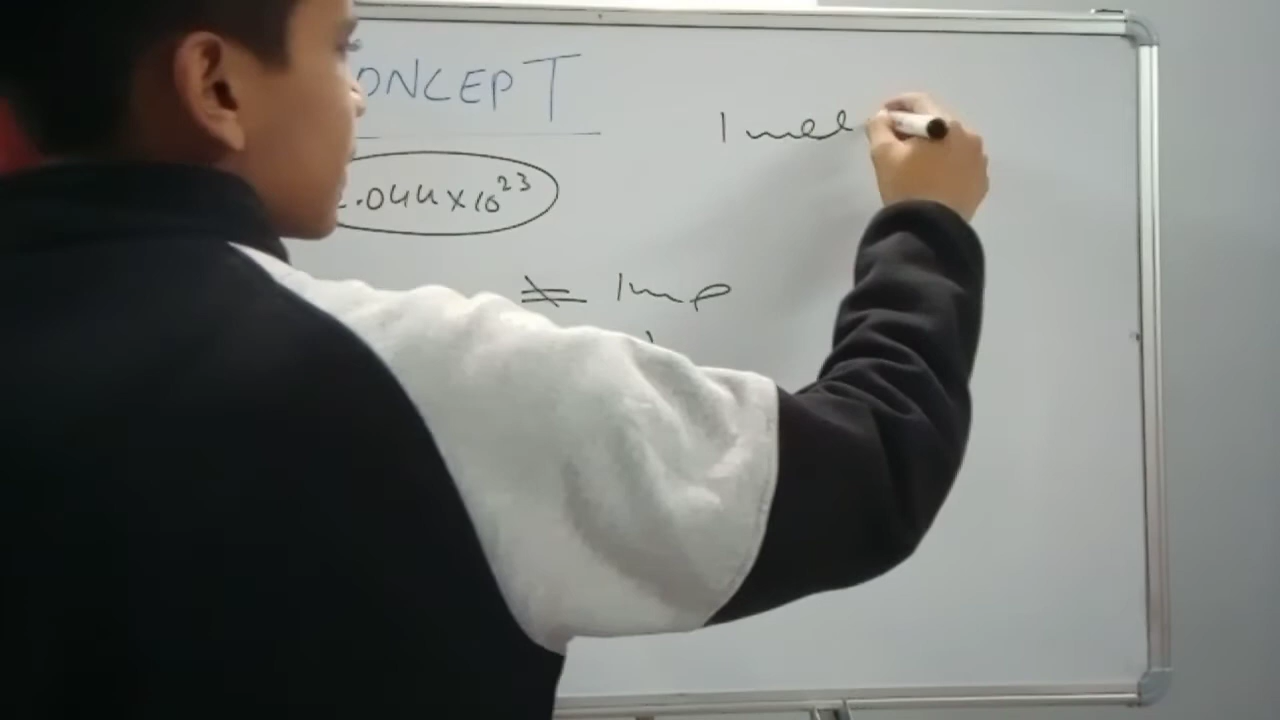 ONCEPT
.044×10²³
1 mol
≠ 1mp